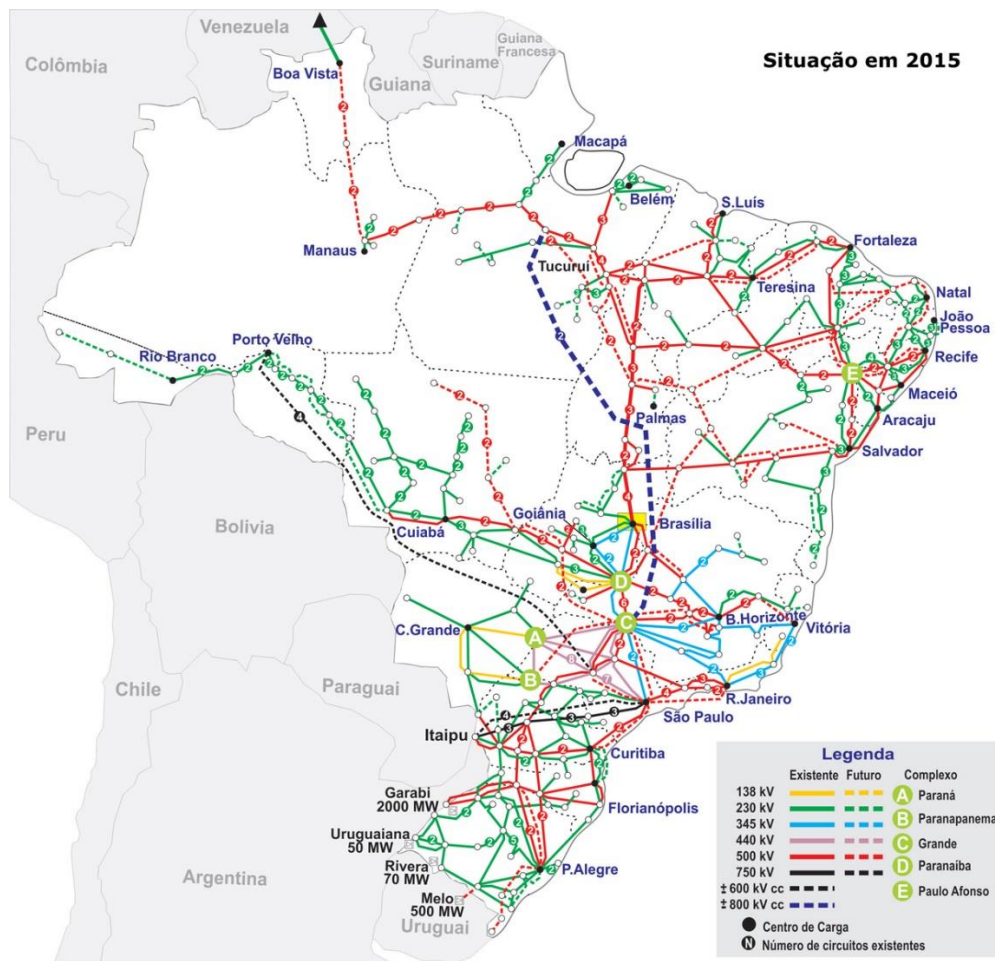 Situação em 2015
Venezuela
Guiana
Francesa
Suriname
Guiana
Colômbia
Boa Vista
Macapá
Belém
S.Luís
Fortaleza
Manaus
Tucuruí
Teresina
Natal
João
Pessoa
Recife
Maceió
Aracaju
Salvador
Palmas
Porto Velho
Rio Branco
Peru
Bolivia
Cuiabá
Goiânia
Brasília
D
E
C
A
B
B.Horizonte
Vitória
C.Grande
R.Janeiro
São Paulo
Chile
Paraguai
Itaipu
Curitiba
Florianópolis
Garabi
2000 MW
Uruguaiana
50 MW
Rivera
70 MW
Melo
500 MW
P.Alegre
Argentina
Uruguai
Legenda
Existente Futuro Complexo
138 kV A Paraná
230 kV B Paranapanema
345 kV
440 kV C Grande
500 kV D Paranaíba
750 kV E Paulo Afonso
± 600 kV cc
± 800 kV cc
Centro de Carga
N Número de circuitos existentes